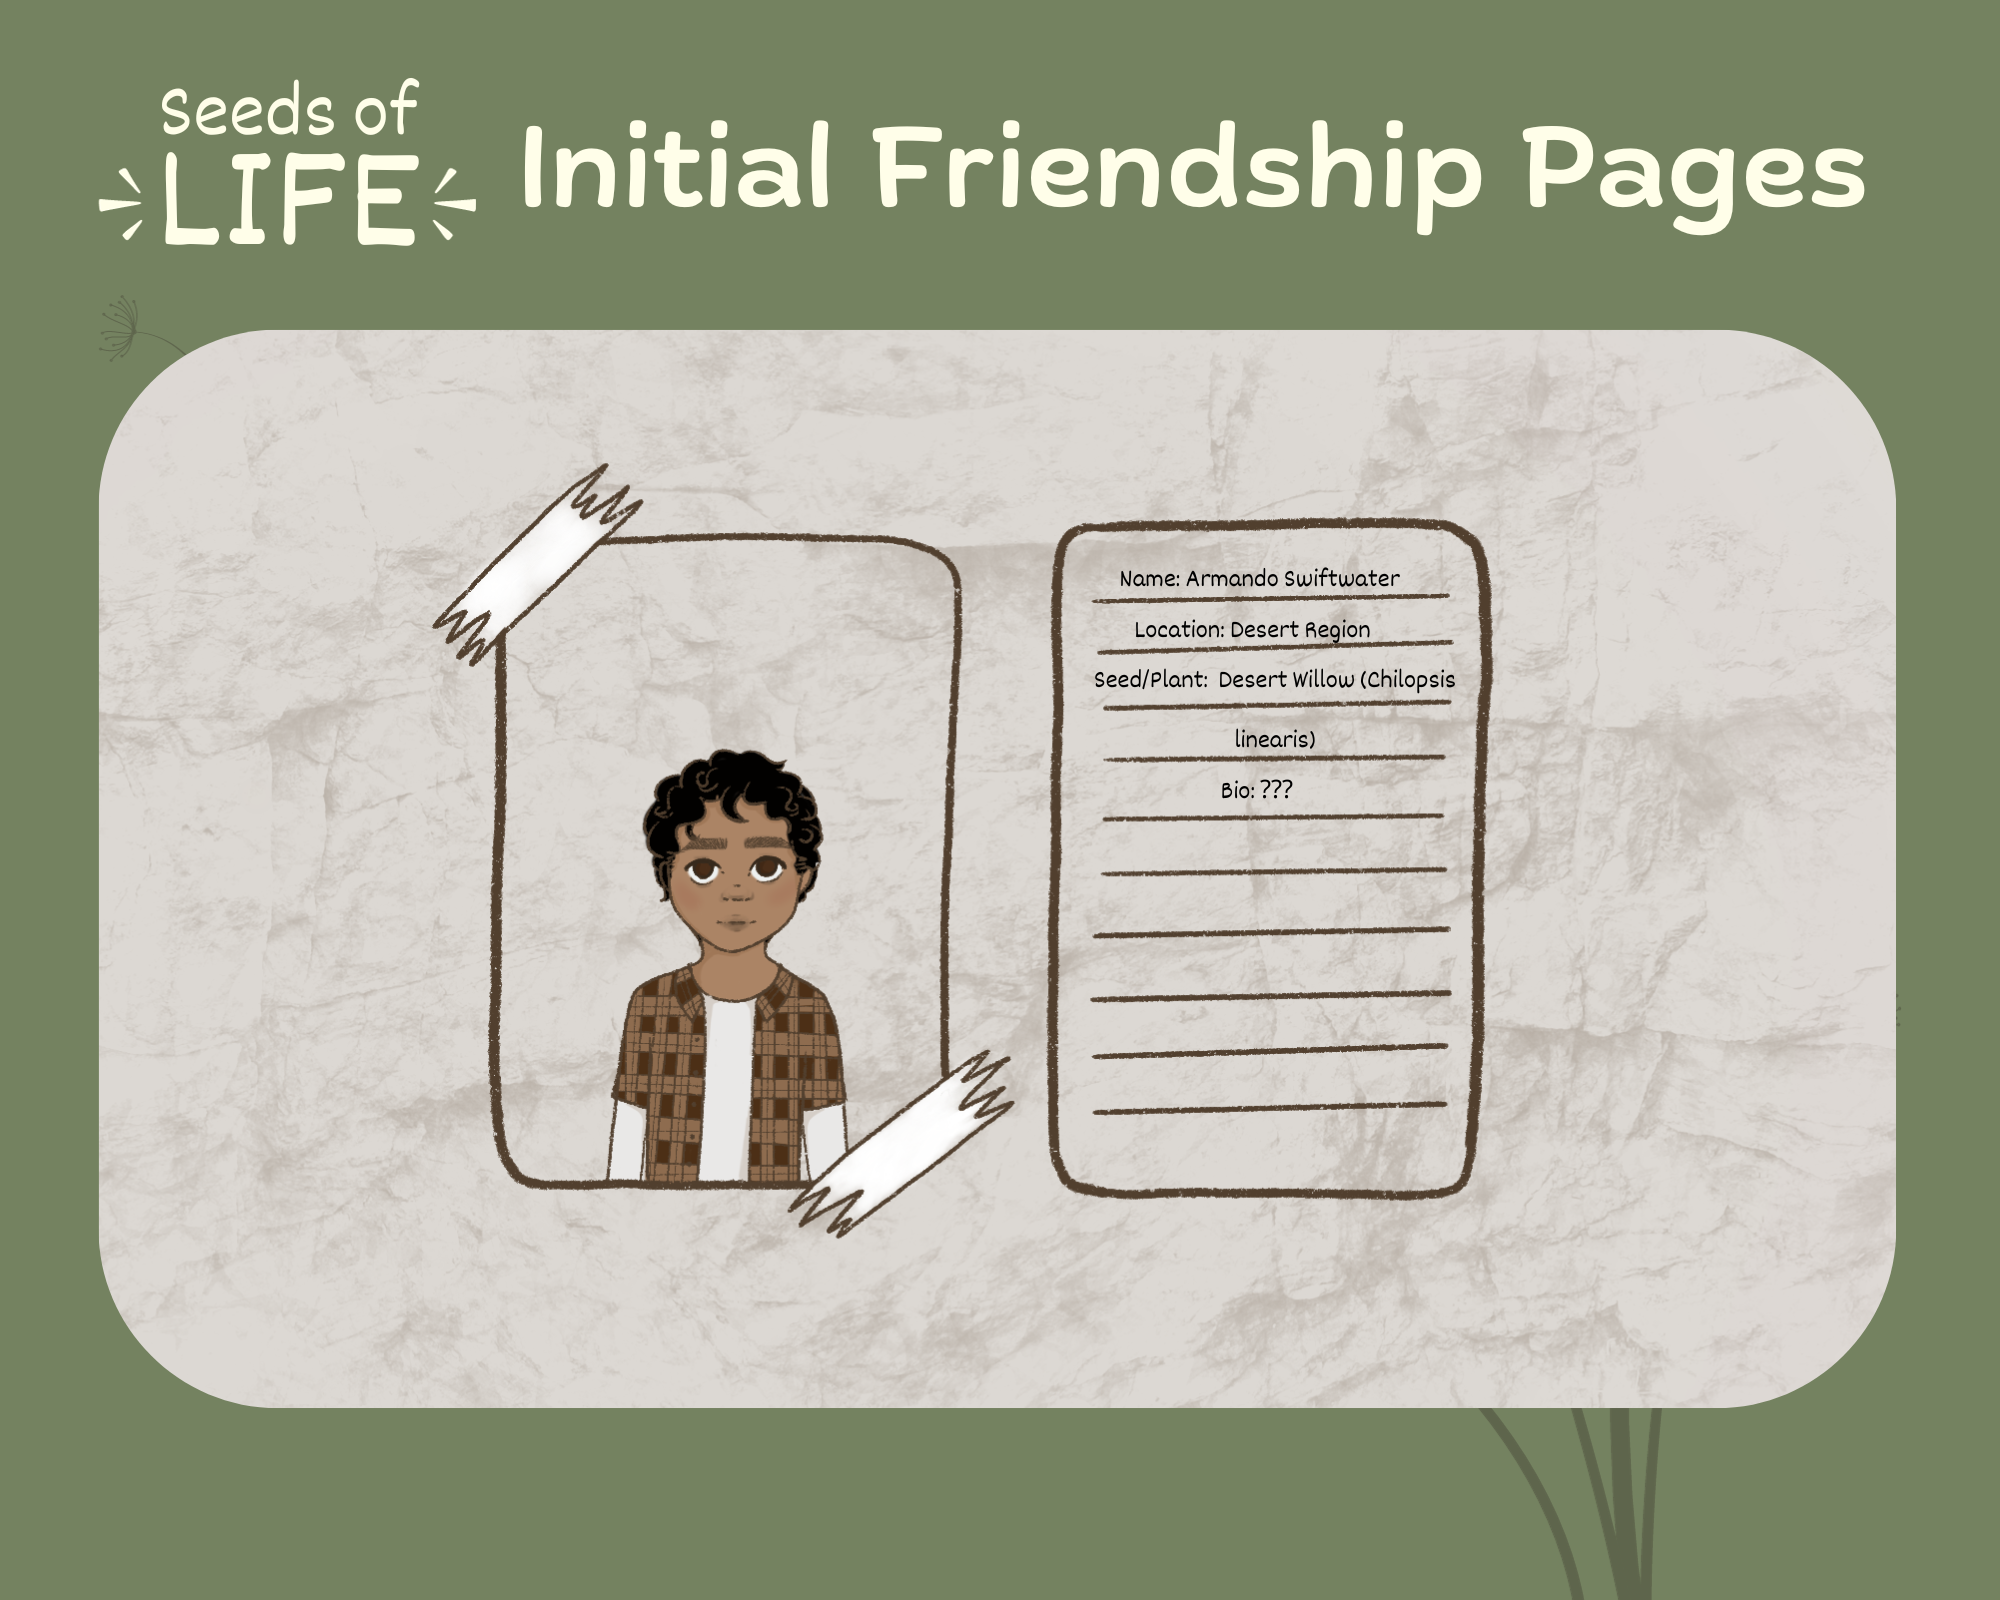 Seeds of
LIFE
Initial Friendship Pages
Name: Armando Swiftwater
Location: Desert Region
Seed/Plant: Desert Willow (Chilopsis
linearis)
Bio: ???